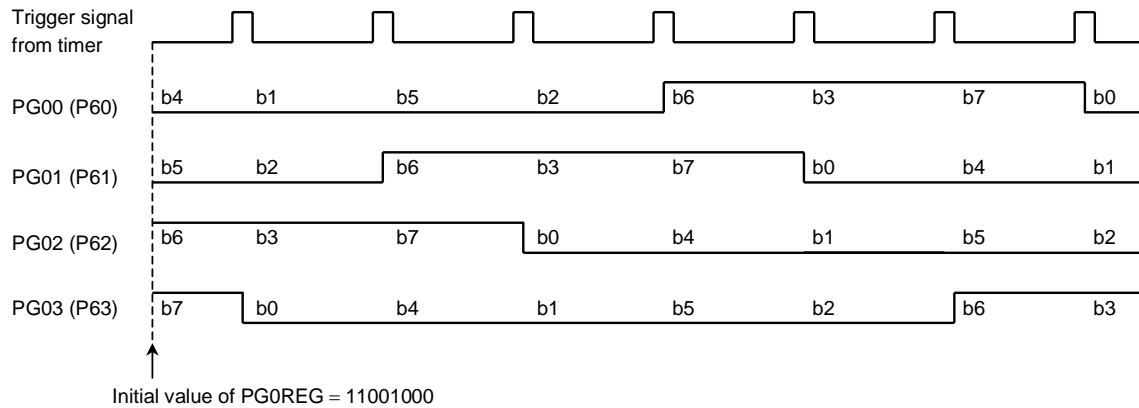 Trigger signal
from timer
PG00 (P60) b4 b1 b5 b2 b6 b3 b7 b0
PG01 (P61) b5 b2 b6 b3 b7 b0 b4 b1
PG02 (P62) b6 b3 b7 b0 b4 b1 b5 b2
PG03 (P63) b7 b0 b4 b1 b5 b2 b6 b3
Initial value of PG0REG = 11001000